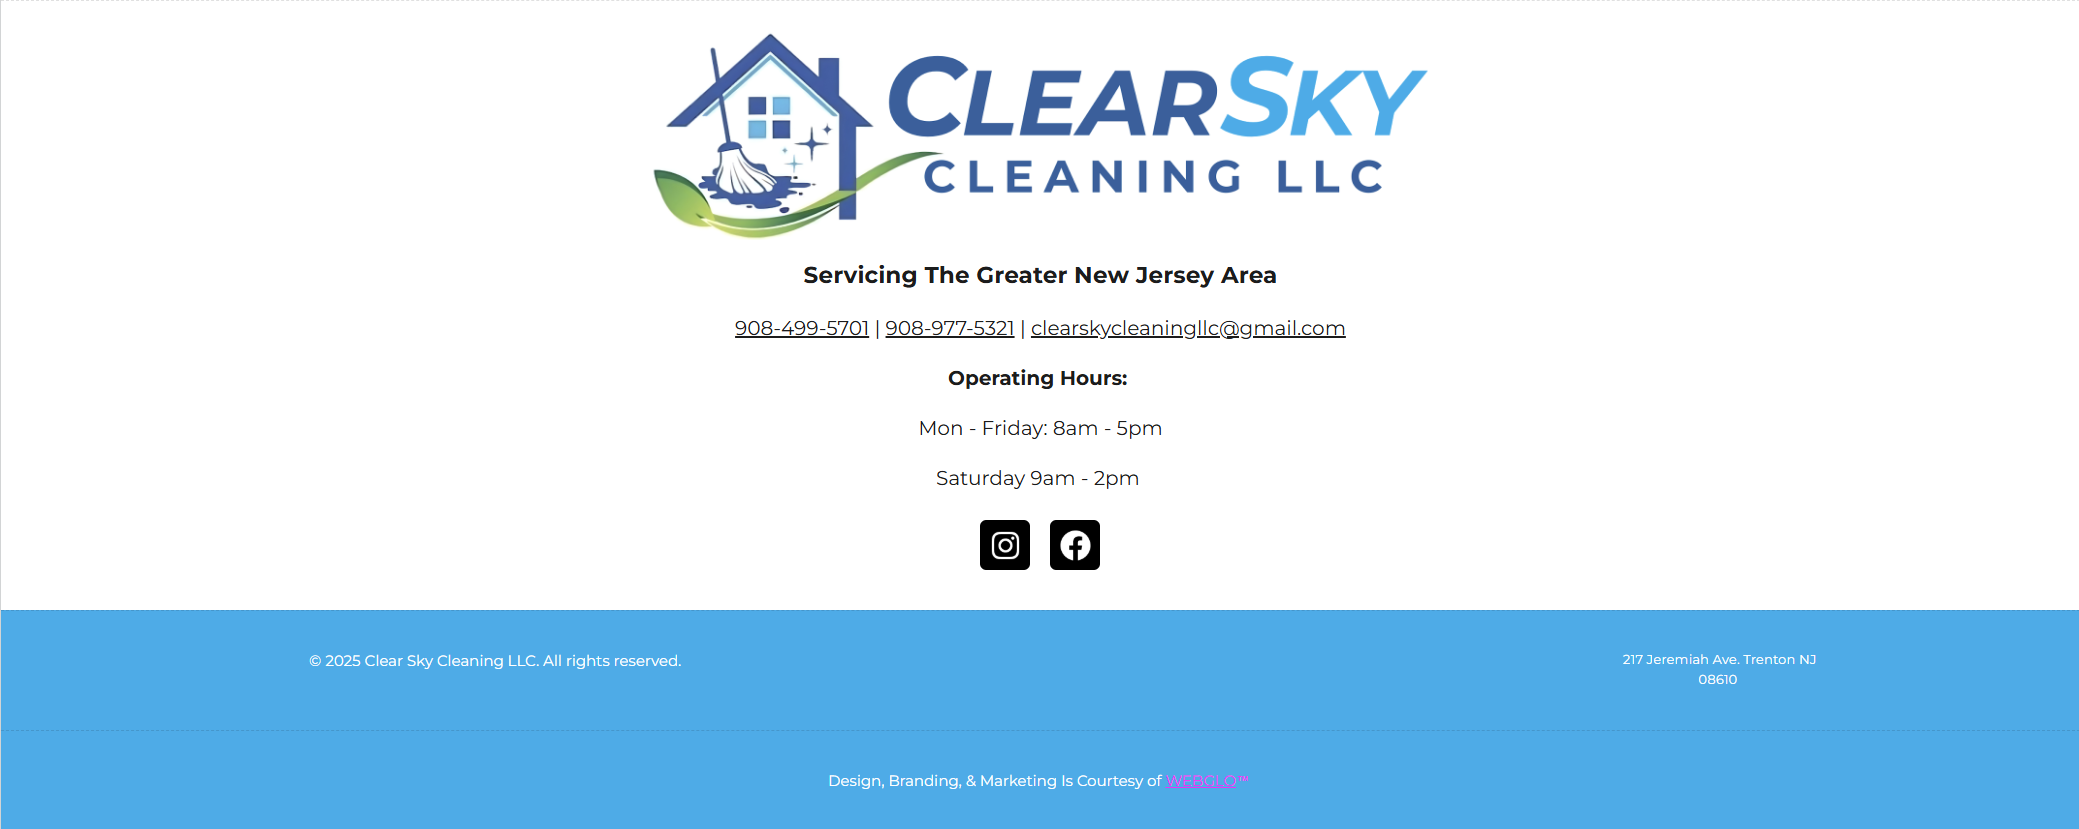 CLEARSKY
CLEANING LLC
Servicing The Greater New Jersey Area
908-499-5701 | 908-977-5321 | clearskycleaningllc@gmail.com
Operating Hours:
Mon - Friday: 8am - 5pm
Saturday 9am - 2pm
© 2025 Clear Sky Cleaning LLC. All rights reserved.
217 Jeremiah Ave. Trenton NJ
08610
Design, Branding, & Marketing Is Courtesy of WEBGLO™